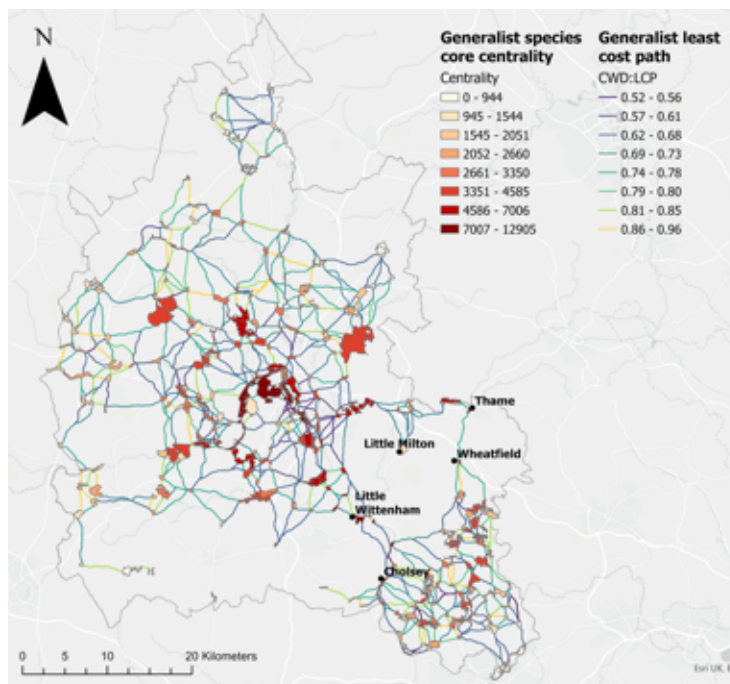 N
Generalist species
core centrality
Centrality
0 - 944
945 - 1544
1545 - 2051
2052 - 2660
2661 - 3350
3351 - 4585
4586 - 7006
7007 - 12905
Generalist least
cost path
CWD:LCP
0.52 - 0.56
0.57 - 0.61
0.62 - 0.68
0.69 - 0.73
0.74 - 0.78
0.79 - 0.80
0.81 - 0.85
0.86 - 0.96
Thame
Little Milton
Wheatfield
Little
Wittenham
Cholsey
0 5 10 20 Kilometers
Esri UK, E